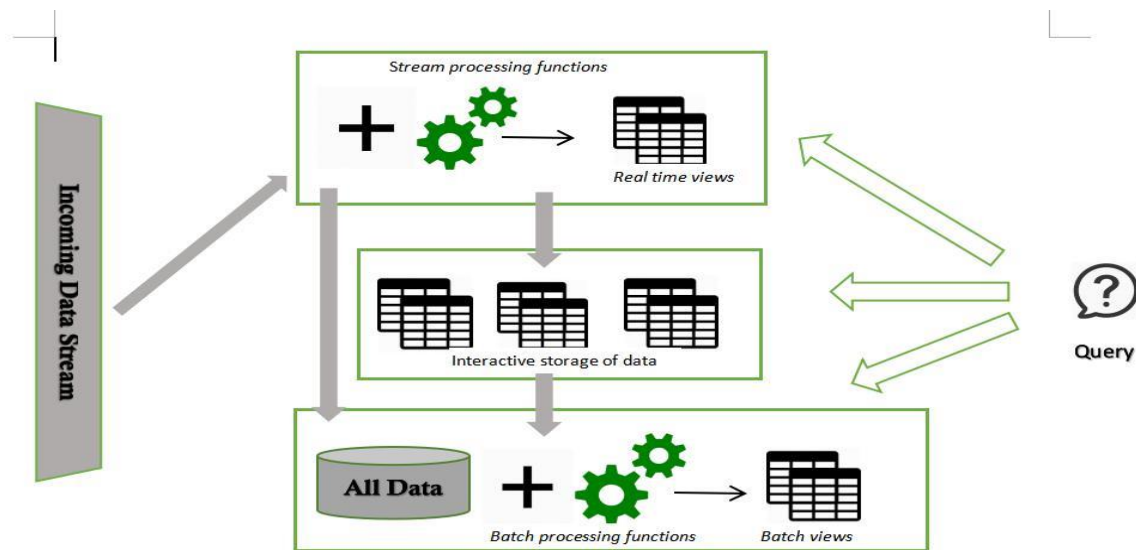 Stream processing functions
Real time views
Incoming Data Stream
Interactive storage of data
?
Query
All Data
Batch processing functions
Batch views